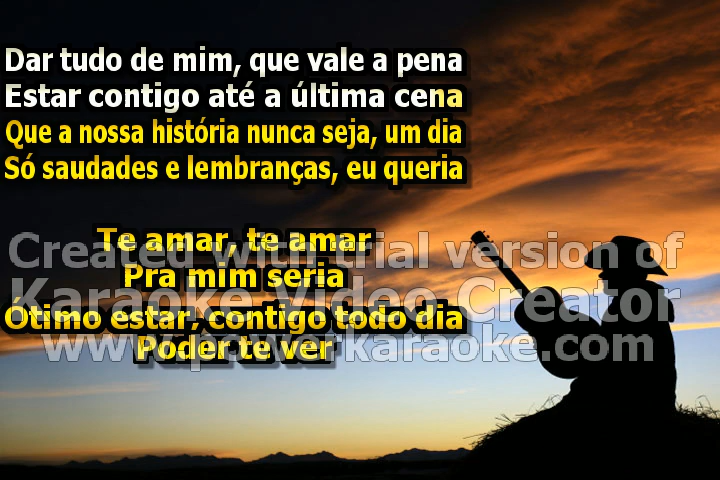 Dar tudo de mim, que vale a pena
Estar contigo até a última cena
Que a nossa história nunca seja, um dia
Só saudades e lembranças, eu queria
Te amar, te amar
Created with trial version of
Pra mim seria
Karaoke Video Creator
Ótimo estar, contigo todo dia
Poder te ver
www.powerkaraoke.com